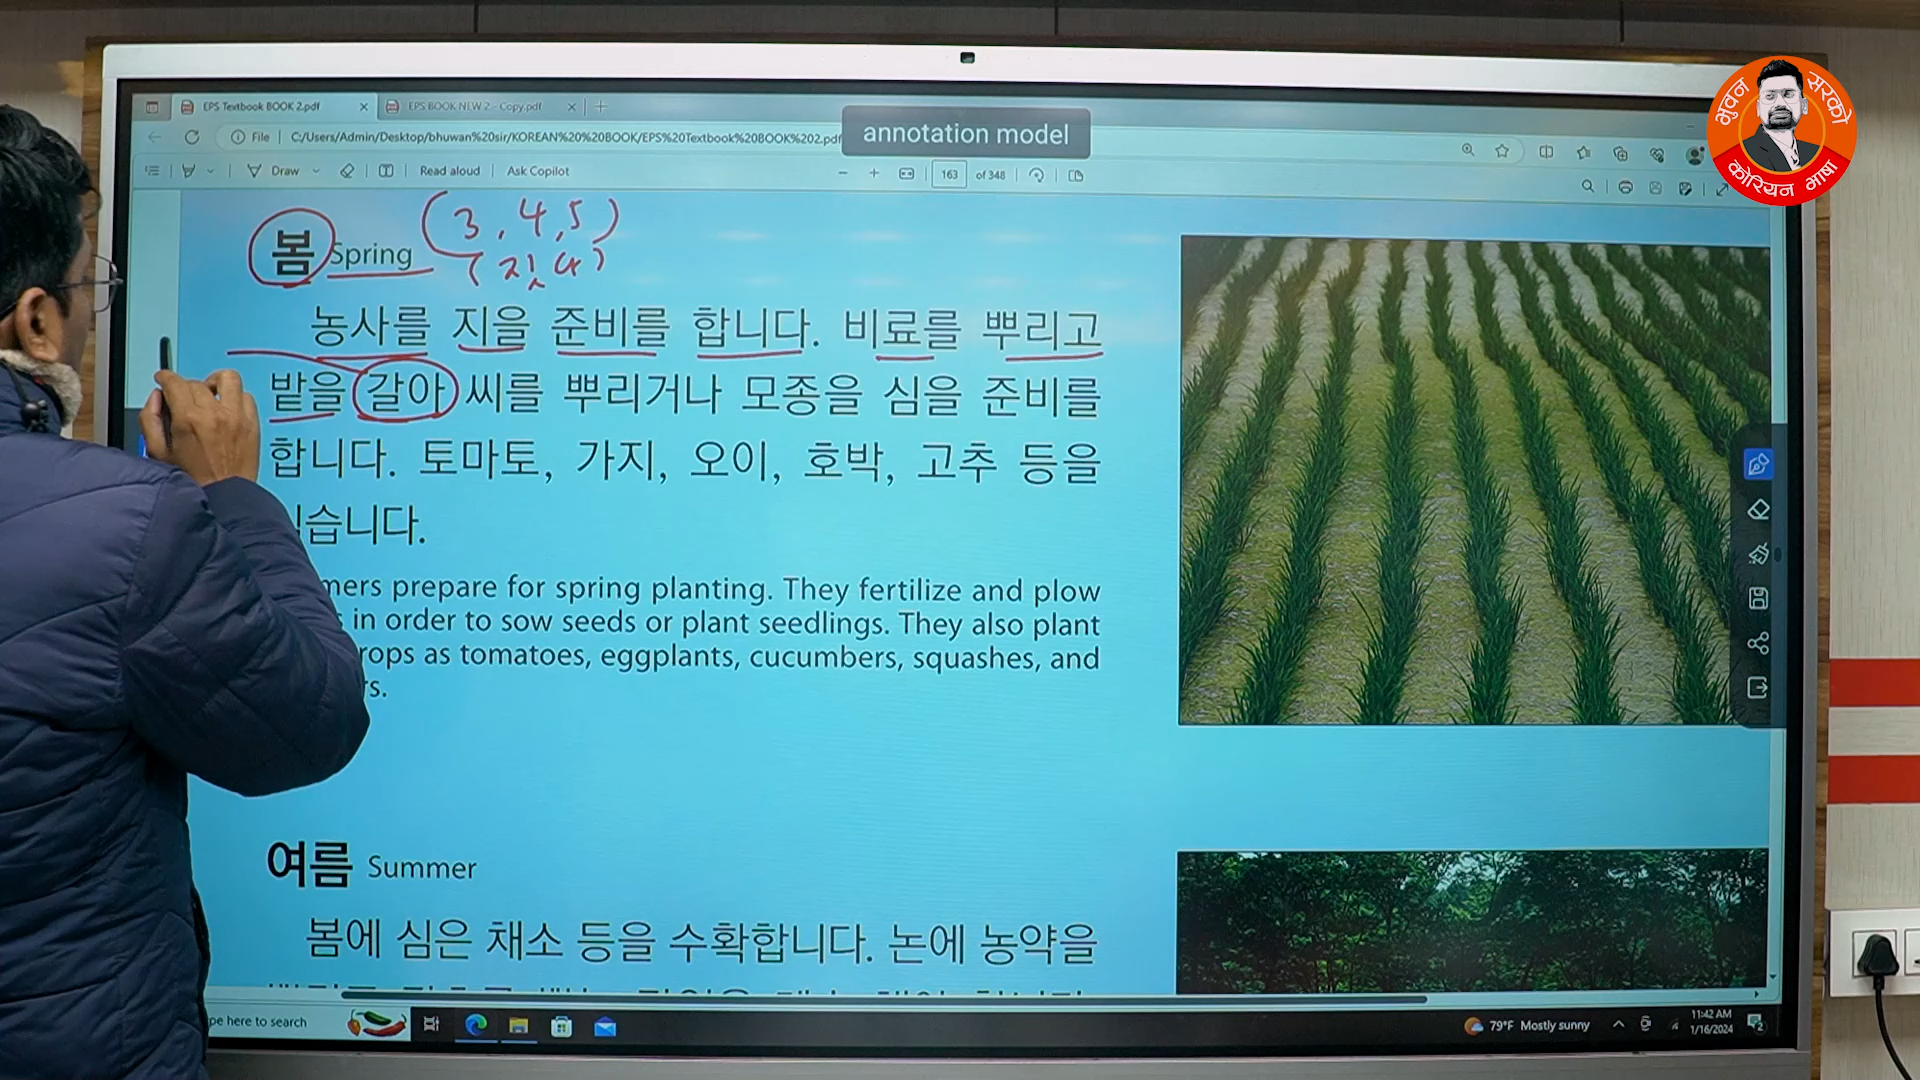 EPS Textbook BOOK 2.pdf
EPS BOOK NEW 2 - Copy.pdf
annotation model
File
C:/Users/Admin/Desktop/bhuwan%20sir/KOREAN%20%20BOOK/EPS%20Textbook%20BOOK%202.pdf
Draw
Read aloud
Ask Copilot
163 of 348
भुवन सरको
कोरियन भाषा
(3, 4, 5)
봄 Spring
농사를 지을 준비를 합니다. 비료를 뿌리고
밭을 갈아 씨를 뿌리거나 모종을 심을 준비를
합니다. 토마토, 가지, 오이, 호박, 고추 등을
습니다.
mers prepare for spring planting. They fertilize and plow
s in order to sow seeds or plant seedlings. They also plant
rops as tomatoes, eggplants, cucumbers, squashes, and
rs.
여름 Summer
봄에 심은 채소 등을 수확합니다. 논에 농약을
pe here to search
79°F Mostly sunny
11:42 AM
1/16/2024